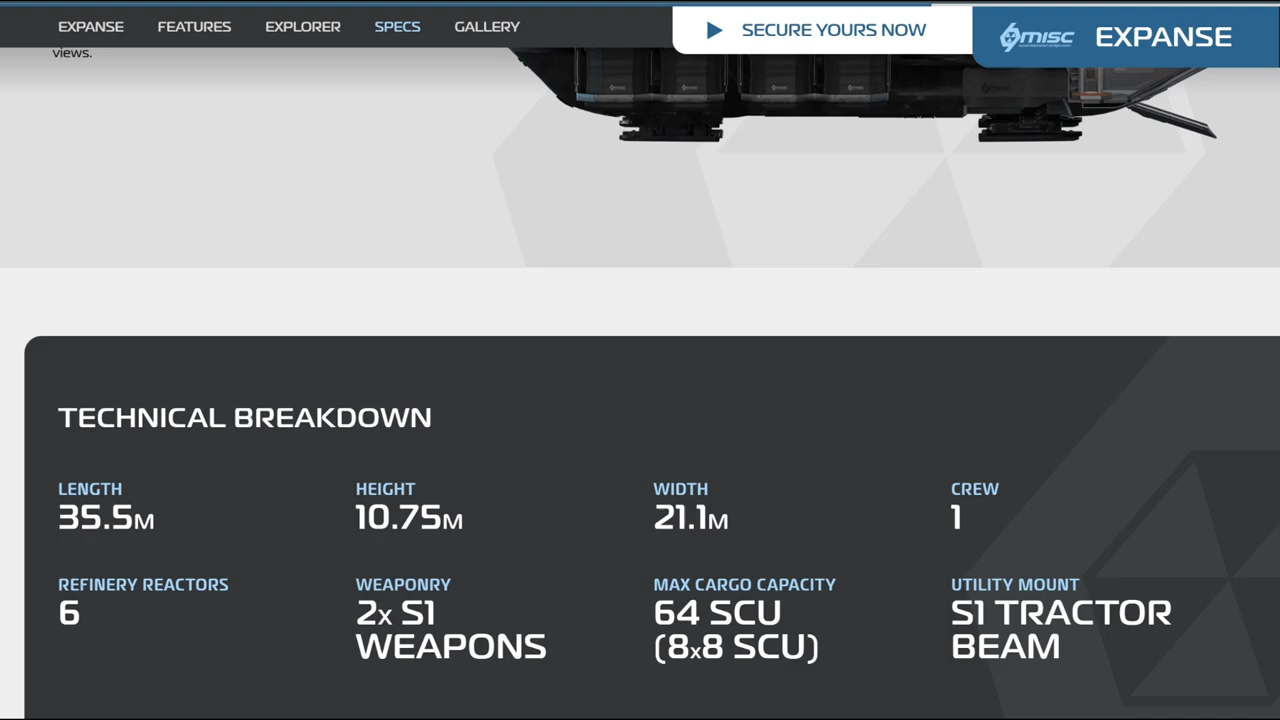 EXPANSE FEATURES EXPLORER SPECS GALLERY SECURE YOURS NOW MISC EXPANSE
views.
TECHNICAL BREAKDOWN
LENGTH HEIGHT WIDTH CREW
35.5M 10.75M 21.1M 1
REFINERY REACTORS WEAPONRY MAX CARGO CAPACITY UTILITY MOUNT
6 2x S1 64 SCU S1 TRACTOR
WEAPONS (8x8 SCU) BEAM